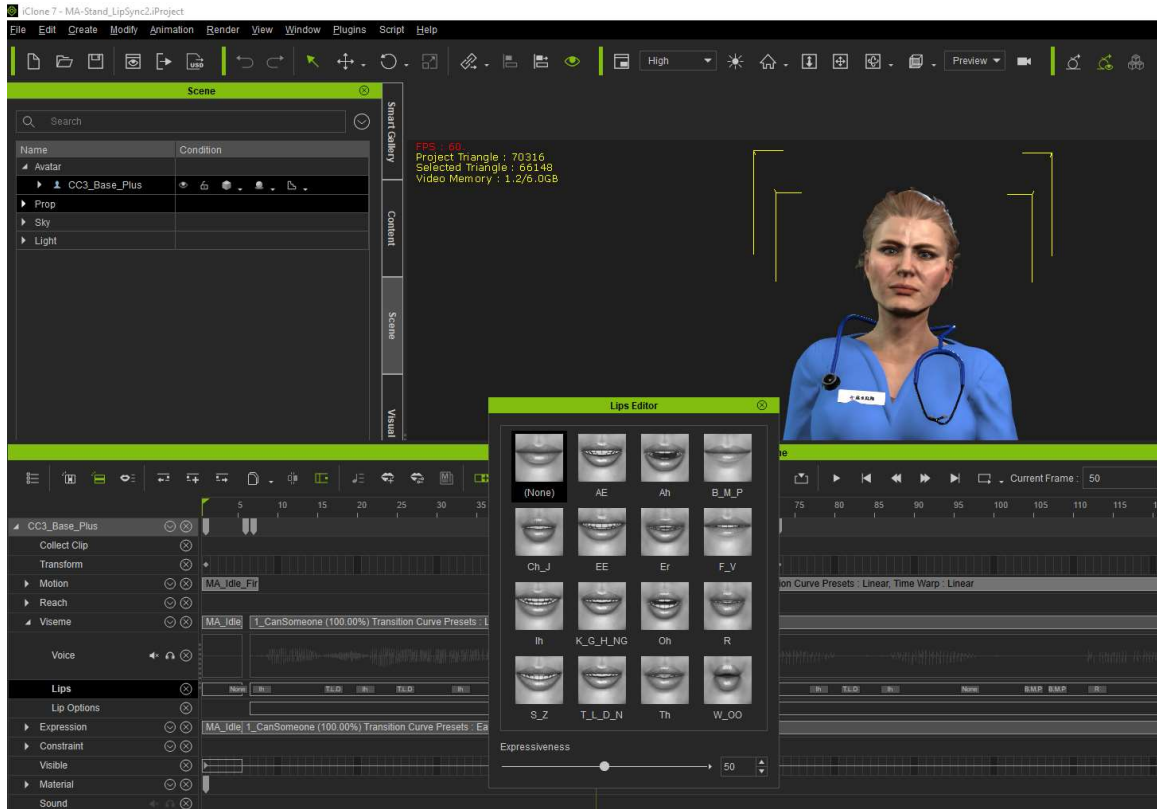 iClone 7 - MA-Stand_LipSync2.iProject
File Edit Create Modify Animation Render View Window Plugins Script Help
High
Preview
Scene
Search
Name Condition
Avatar
CC3_Base_Plus
Prop
Sky
Light
Smart Gallery
Content
Scene
Visual
FPS : 60
Project Triangle : 70316
Selected Triangle : 66148
Video Memory : 1.2/6.0GB
Lips Editor
(None) AE Ah B_M_P
Ch_J EE Er F_V
Ih K_G_H_NG Oh R
S_Z T_L_D_N Th W_OO
Expressiveness
50
ne
Current Frame : 50
5 10 15 20 25 30 35 75 80 85 90 95 100 105 110 115
CC3_Base_Plus
Collect Clip
Transform
Motion MA_Idle_Fir on Curve Presets : Linear, Time Warp : Linear
Reach
Viseme MA_Idle 1_CanSomeone (100.00%) Transition Curve Presets : L
Voice
Lips None Ih T.L.D Ih T.L.D Ih Ih T.L.D Ih None B.M.P B.M.P R
Lip Options
Expression MA_Idle 1_CanSomeone (100.00%) Transition Curve Presets : Ea
Constraint
Visible
Material
Sound